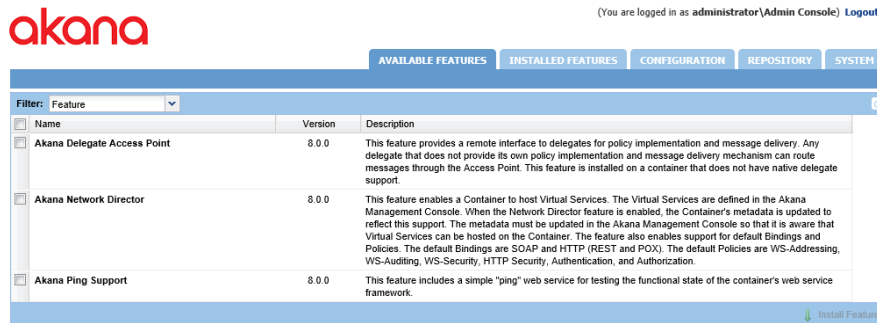 (You are logged in as administrator\Admin Console) Logout
akana
AVAILABLE FEATURES INSTALLED FEATURES CONFIGURATION REPOSITORY SYSTEM
Filter: Feature
Name Version Description
Akana Delegate Access Point 8.0.0 This feature provides a remote interface to delegates for policy implementation and message delivery. Any
delegate that does not provide its own policy implementation and message delivery mechanism can route
messages through the Access Point. This feature is installed on a container that does not have native delegate
support.
Akana Network Director 8.0.0 This feature enables a Container to host Virtual Services. The Virtual Services are defined in the Akana
Management Console. When the Network Director feature is enabled, the Container's metadata is updated to
reflect this support. The metadata must be updated in the Akana Management Console so that it is aware that
Virtual Services can be hosted on the Container. The feature also enables support for default Bindings and
Policies. The default Bindings are SOAP and HTTP (REST and POX). The default Policies are WS-Addressing,
WS-Auditing, WS-Security, HTTP Security, Authentication, and Authorization.
Akana Ping Support 8.0.0 This feature includes a simple "ping" web service for testing the functional state of the container's web service
framework.
Install Feature